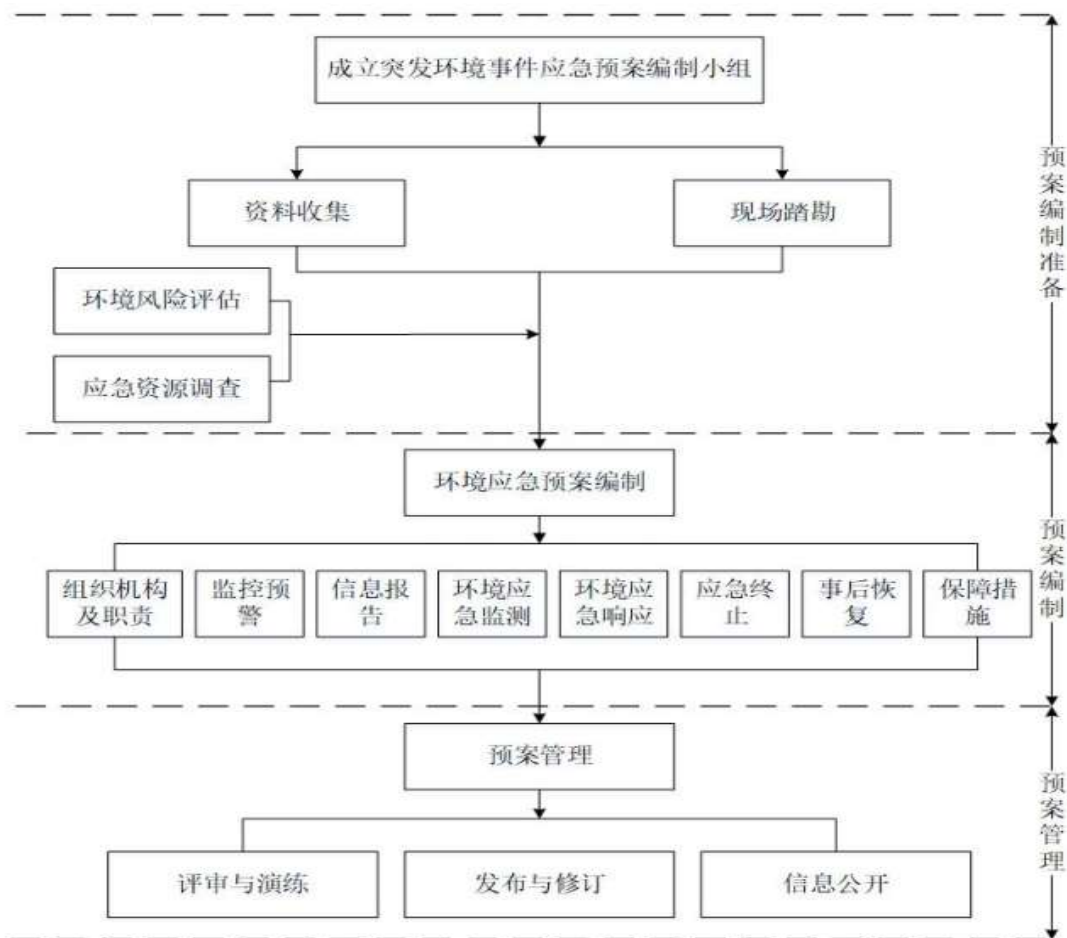 成立突发环境事件应急预案编制小组
资料收集
现场踏勘
环境风险评估
应急资源调查
预案编制准备
环境应急预案编制
组织机构
及职责
监控预
警
信息报
告
环境应
急监测
环境应
急响应
应急终
止
事后恢
复
保障措
施
预案编制
预案管理
评审与演练
发布与修订
信息公开
预案管理